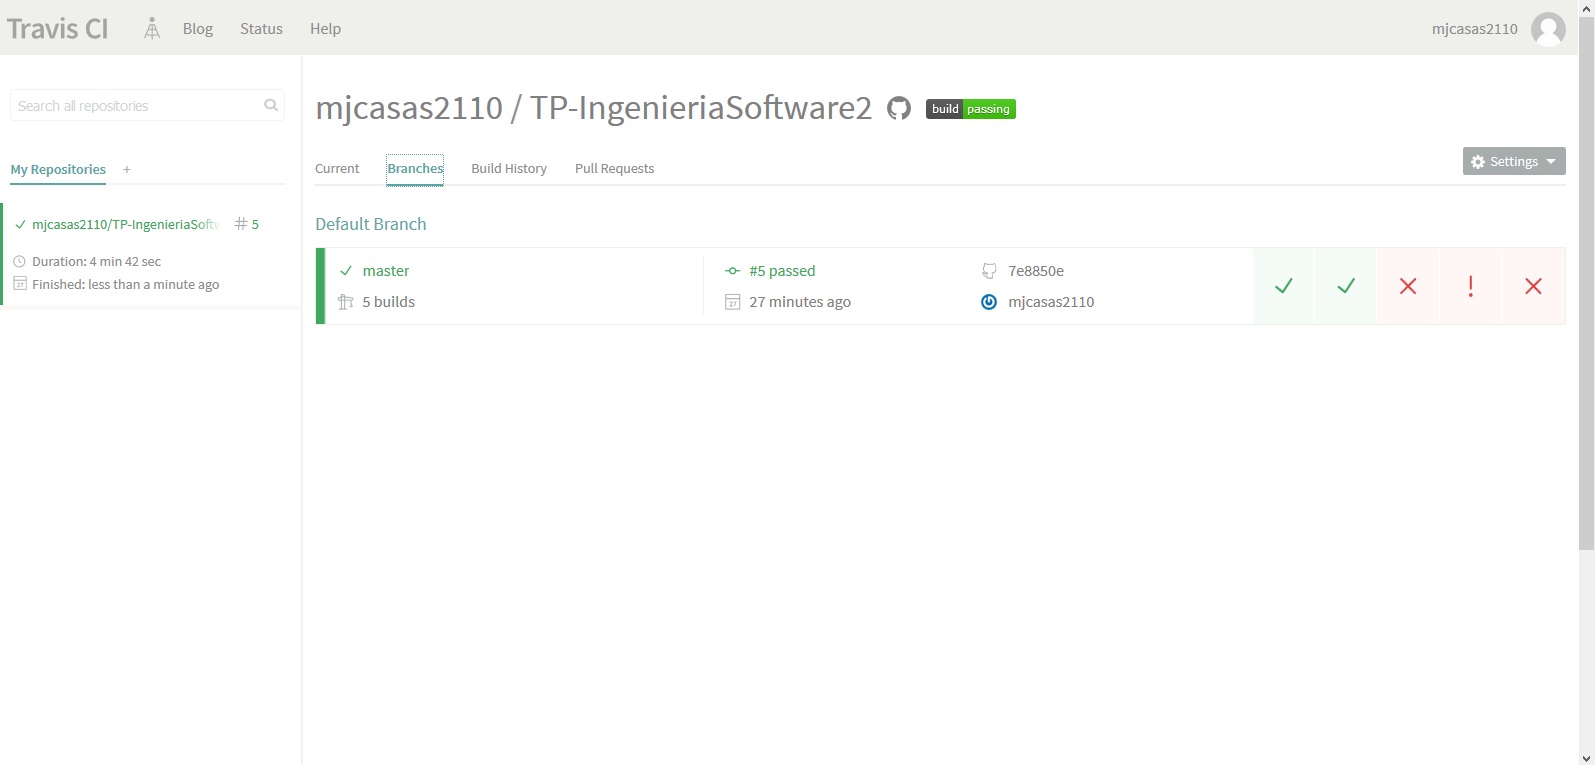 Travis CI
Blog
Status
Help
mjcasas2110
Search all repositories
My Repositories
+
mjcasas2110/TP-IngenieriaSoftw
# 5
Duration: 4 min 42 sec
Finished: less than a minute ago
mjcasas2110 / TP-IngenieriaSoftware2
build passing
Current
Branches
Build History
Pull Requests
Settings
Default Branch
master
#5 passed
7e8850e
5 builds
27 minutes ago
mjcasas2110